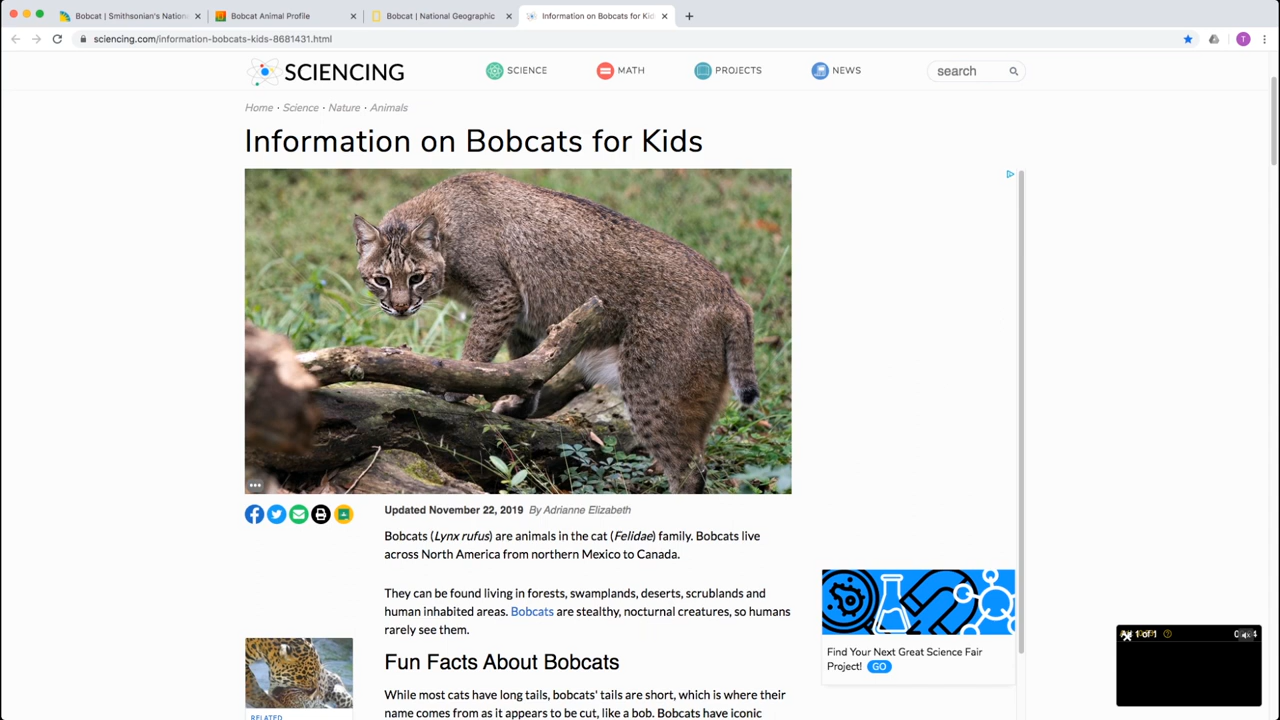 Bobcat | Smithsonian's Nation
Bobcat Animal Profile
Bobcat | National Geographic
Information on Bobcats for Kid
sciencing.com/information-bobcats-kids-8681431.html
T
SCIENCING
SCIENCE
MATH
PROJECTS
NEWS
search
Home · Science · Nature · Animals
Information on Bobcats for Kids
Updated November 22, 2019 By Adrianne Elizabeth
Bobcats (Lynx rufus) are animals in the cat (Felidae) family. Bobcats live
across North America from northern Mexico to Canada.
They can be found living in forests, swamplands, deserts, scrublands and
human inhabited areas. Bobcats are stealthy, nocturnal creatures, so humans
rarely see them.
Fun Facts About Bobcats
While most cats have long tails, bobcats' tails are short, which is where their
name comes from as it appears to be cut, like a bob. Bobcats have iconic
RELATED
Find Your Next Great Science Fair
Project! GO
1 of 1